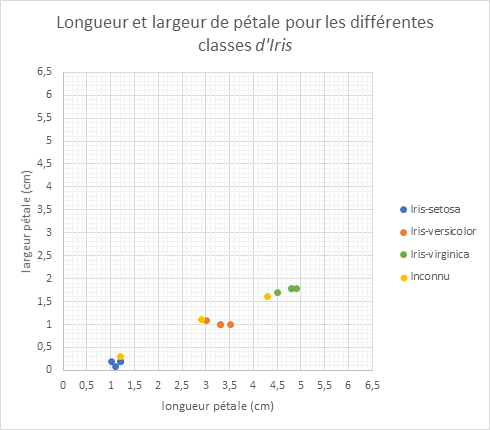 Longueur et largeur de pétale pour les différentes
classes d'Iris
6,5
6
5,5
5
4,5
4
3,5
3
2,5
2
1,5
1
0,5
0
largeur pétale (cm)
0 0,5 1 1,5 2 2,5 3 3,5 4 4,5 5 5,5 6 6,5
longueur pétale (cm)
Iris-setosa
Iris-versicolor
Iris-virginica
Inconnu